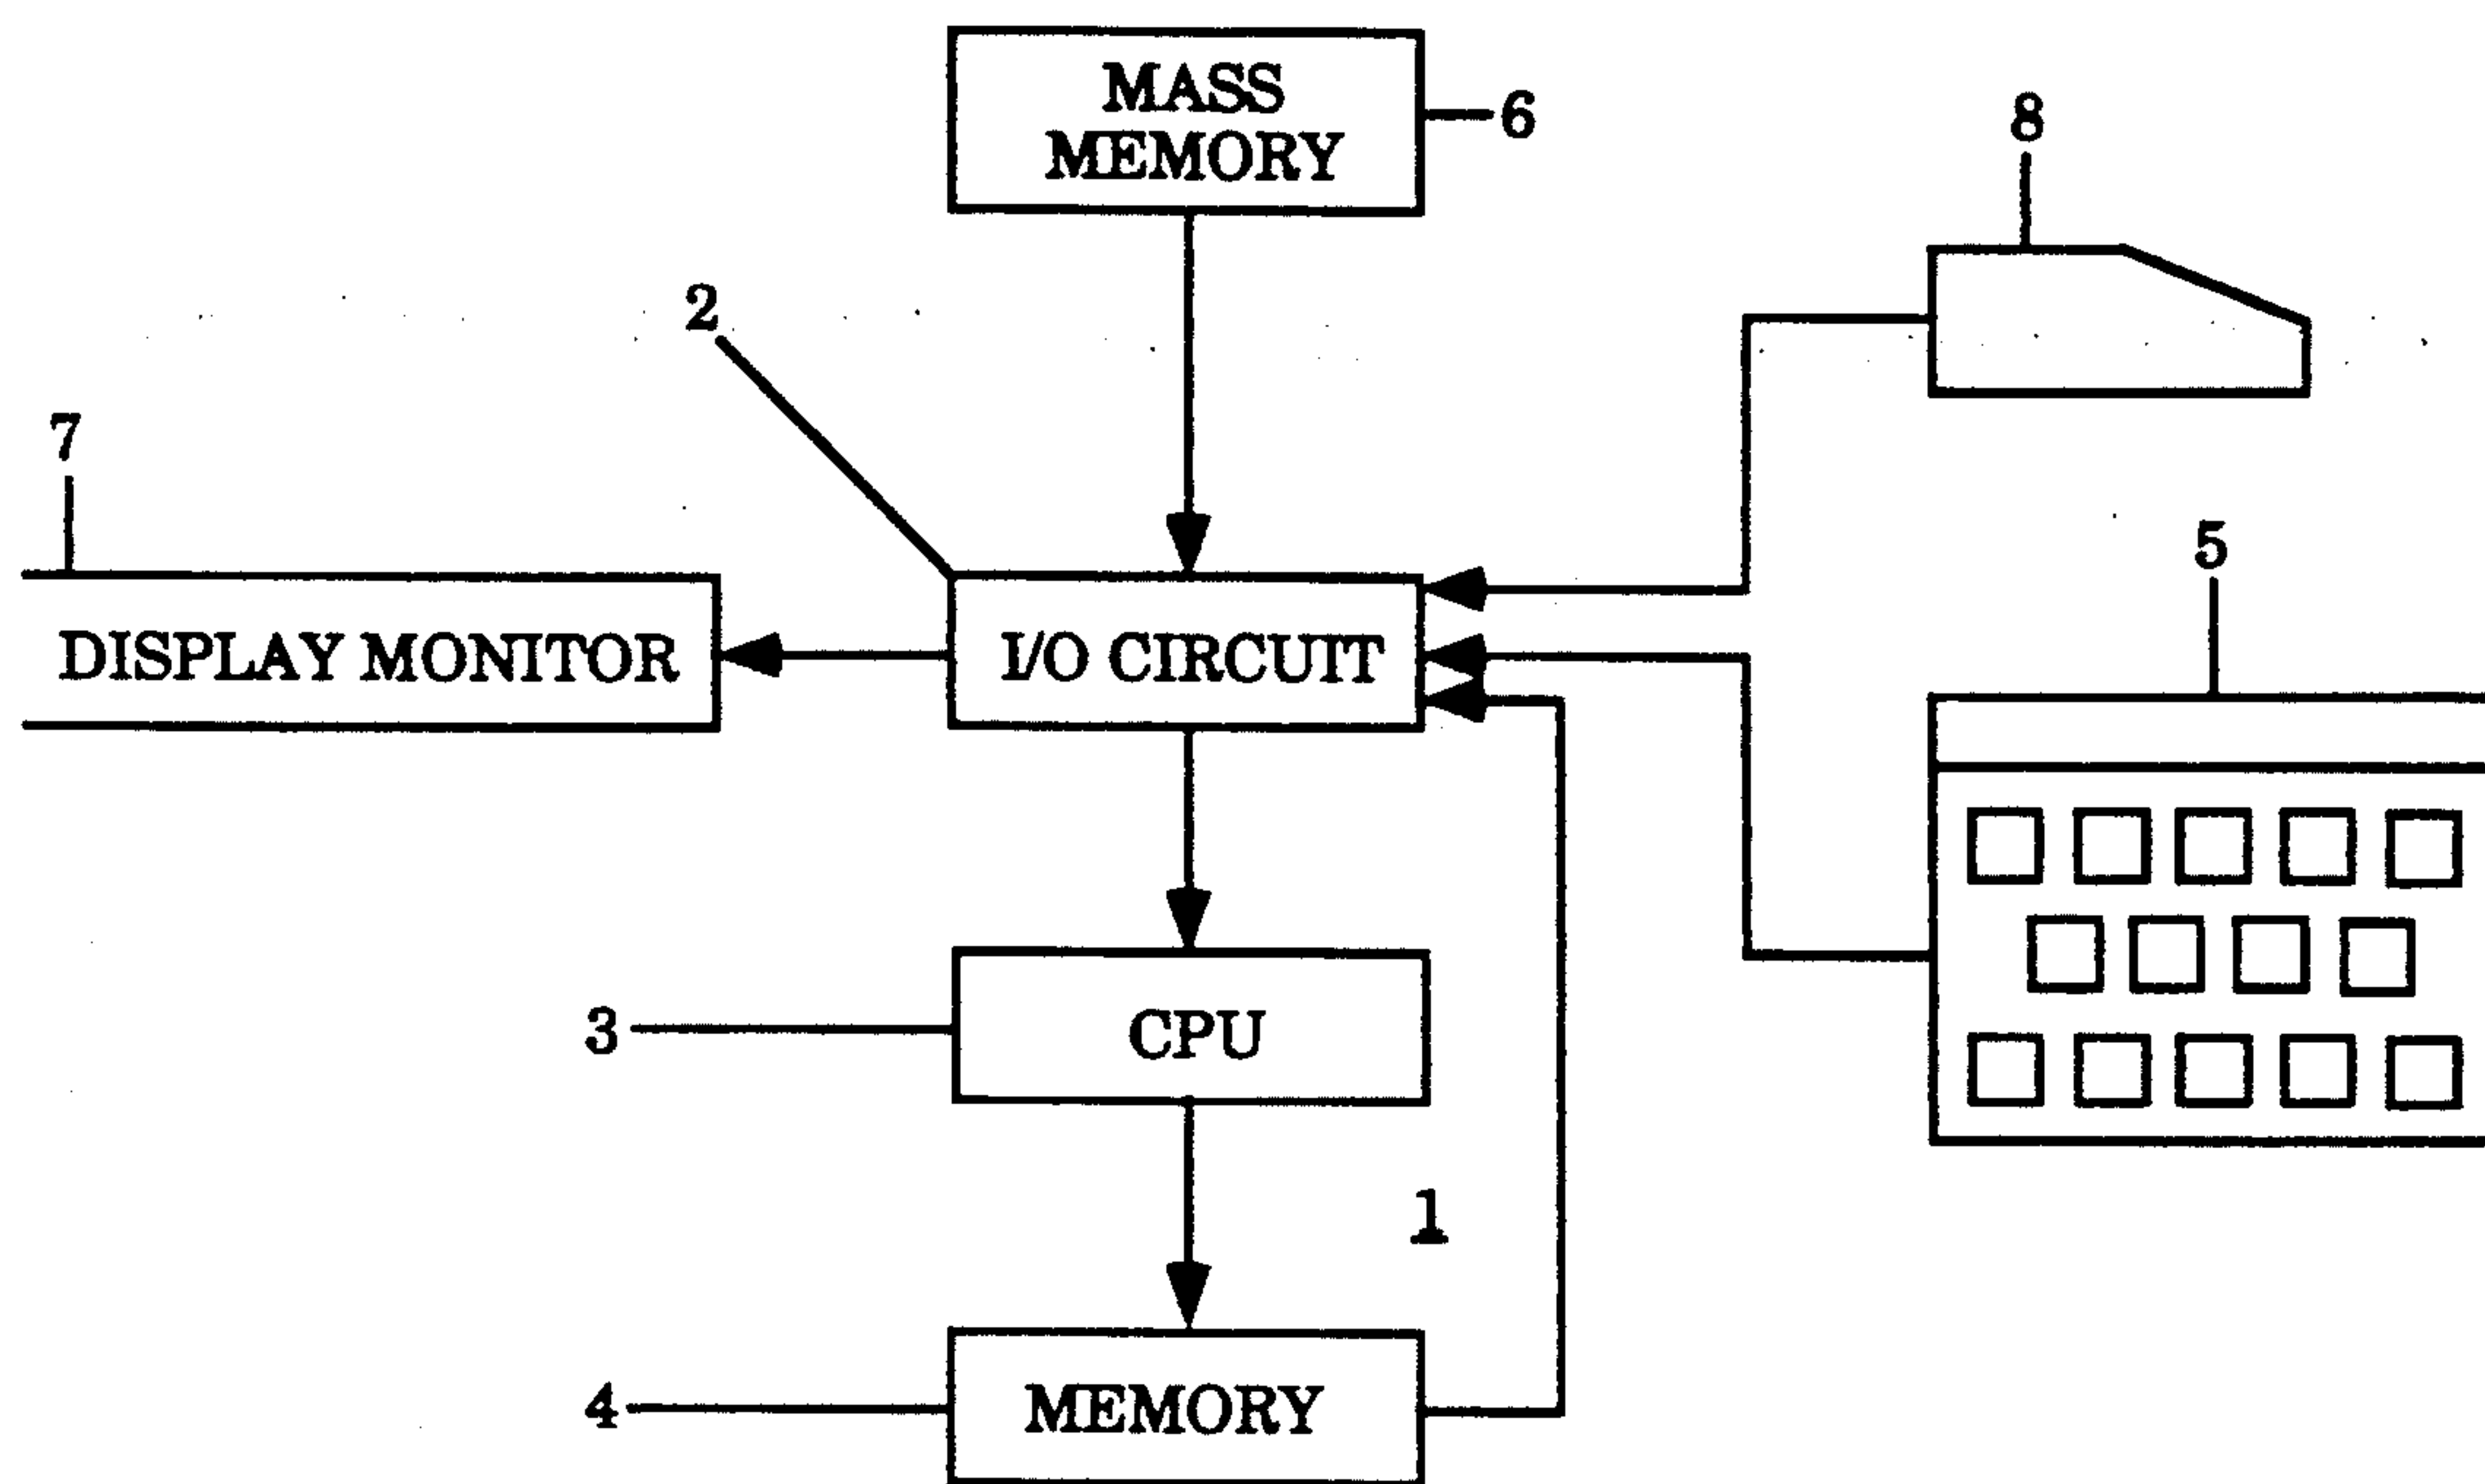 MASS
MEMORY
6
8
2
7
5
DISPLAY MONITOR
I/O CIRCUIT
3
CPU
1
4
MEMORY